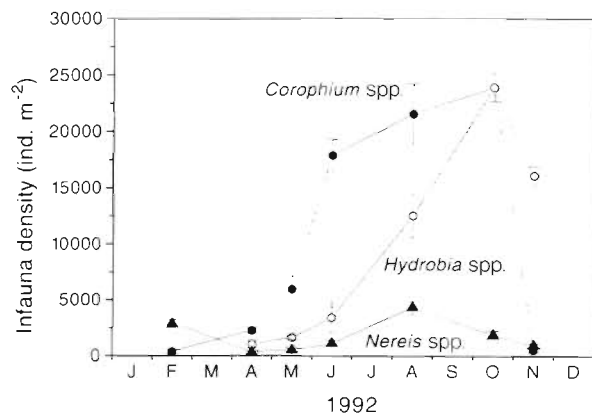 30000
25000
20000
15000
10000
5000
0
Infauna density (ind. m⁻²)
Corophium spp.
Hydrobia spp.
Nereis spp.
J F M A M J J A S O N D
1992